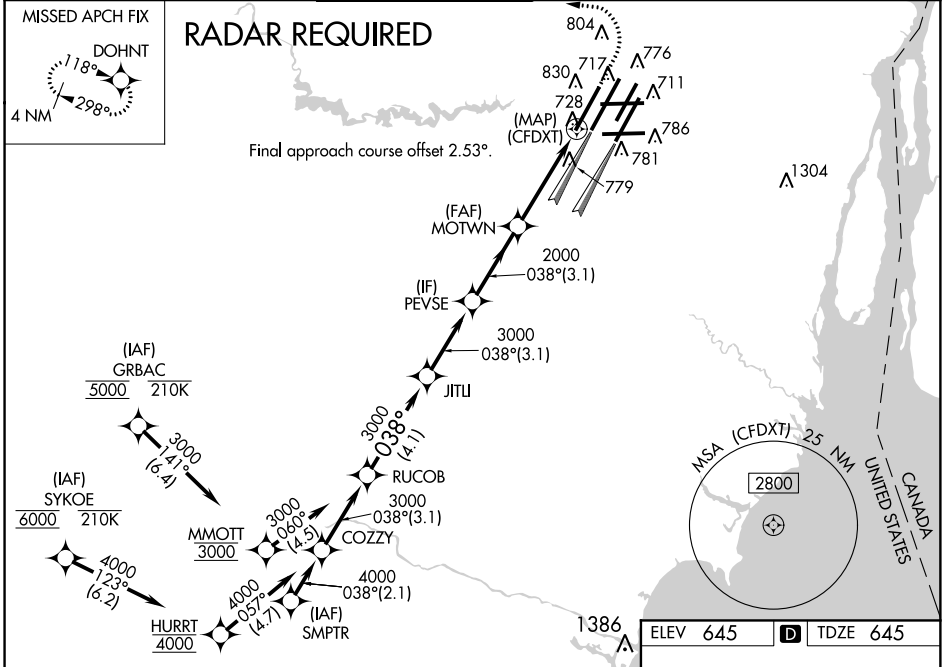 MISSED APCH FIX
DOHNT
118°
298°
4 NM
RADAR REQUIRED
804
776
830
717
711
728
(MAP)
(CFDXT)
786
781
779
1304
Final approach course offset 2.53°.
(FAF)
MOTWN
2000
038°(3.1)
(IF)
PEVSE
3000
038°(3.1)
JITLI
(IAF)
GRBAC
5000 210K
3000
141°
(6.4)
3000
038°
(4.1)
RUCOB
(IAF)
SYKOE
6000 210K
3000
038°(3.1)
MMOTT
3000
3000
060°
(4.5)
COZZY
4000
123°
(6.2)
4000
038°(2.1)
HURRT
4000
4000
057°
(4.7)
(IAF)
SMPTR
MSA (CFDXT) 25 NM
2800
CANADA
UNITED STATES
1386
ELEV 645 D TDZE 645